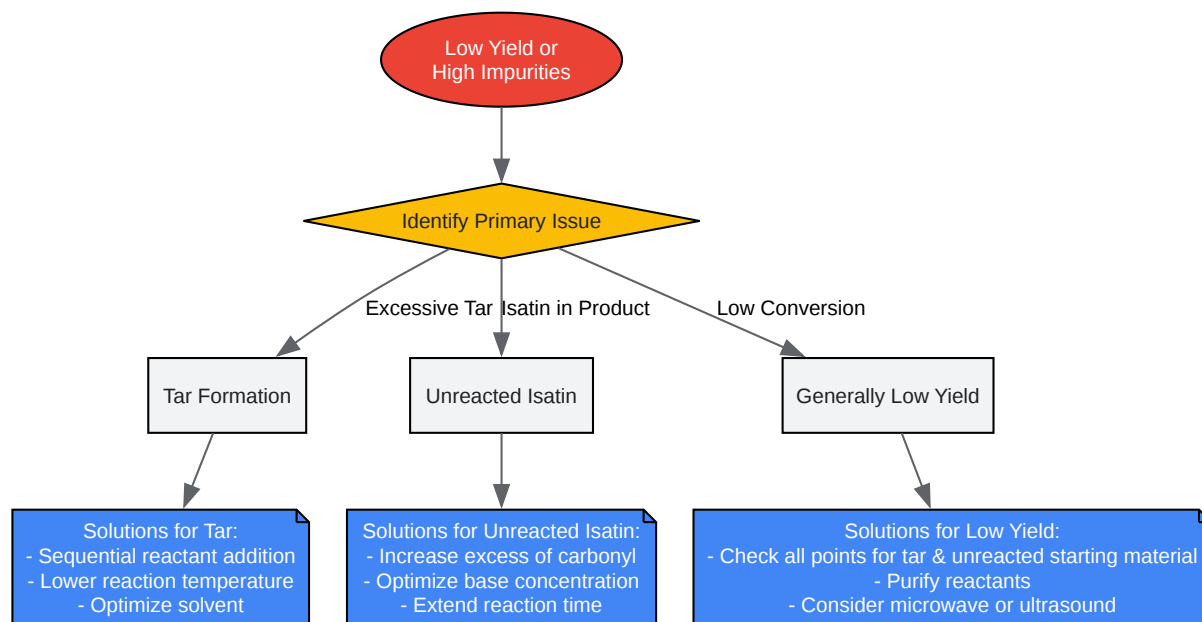 Low Yield or
High Impurities
Identify Primary Issue
Excessive Tar
Isatin in Product
Low Conversion
Tar Formation
Unreacted Isatin
Generally Low Yield
Solutions for Tar:
- Sequential reactant addition
- Lower reaction temperature
- Optimize solvent
Solutions for Unreacted Isatin:
- Increase excess of carbonyl
- Optimize base concentration
- Extend reaction time
Solutions for Low Yield:
- Check all points for tar & unreacted starting material
- Purify reactants
- Consider microwave or ultrasound